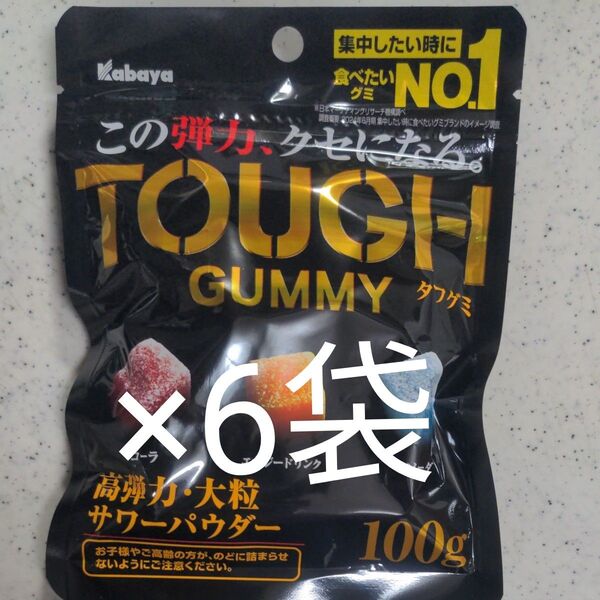 Kabaya
集中したい時に
食べたい
グミ
NO.1
この弾力、クセになる。
TOUGH
GUMMY
タフグミ
×6袋
コーラ
高弾力・大粒
サワーパウダー
100g
お子様やご高齢の方が、のどに詰まらせ
ないようにご注意ください。